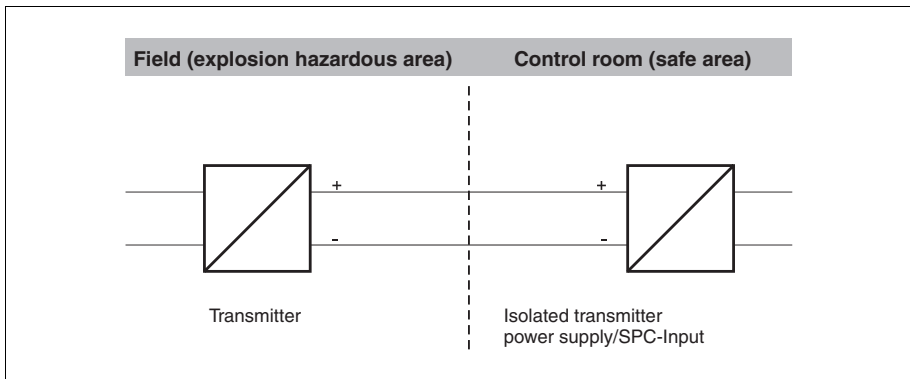 Field (explosion hazardous area)
Control room (safe area)
+
+
-
-
Transmitter
Isolated transmitter
power supply/SPC-Input